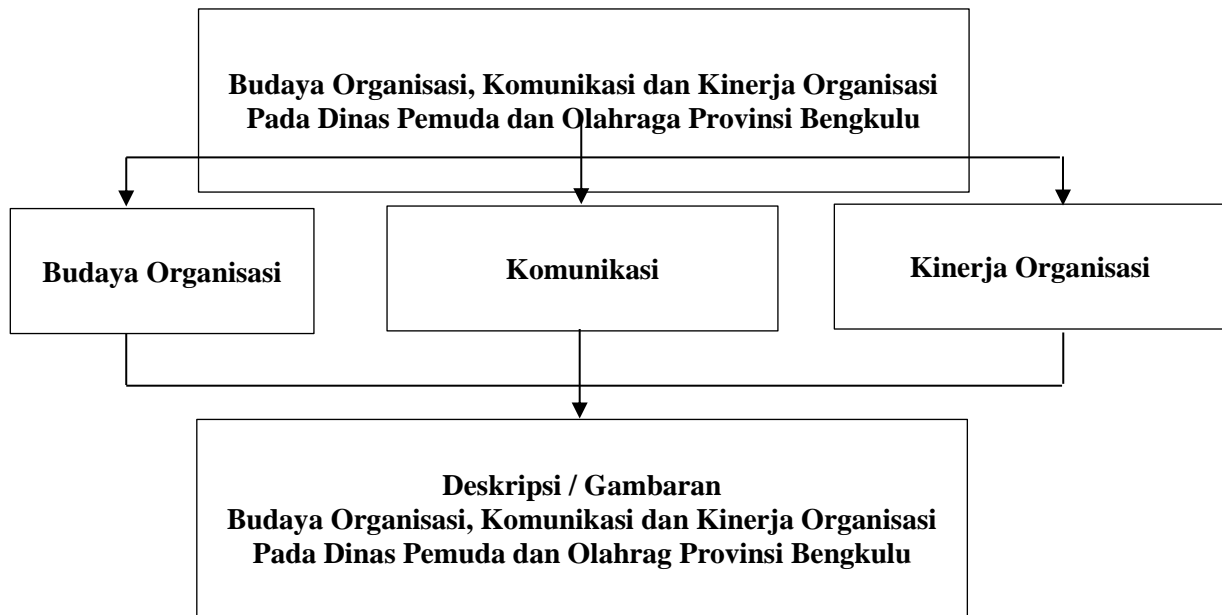 Budaya Organisasi, Komunikasi dan Kinerja Organisasi
Pada Dinas Pemuda dan Olahraga Provinsi Bengkulu
Budaya Organisasi
Komunikasi
Kinerja Organisasi
Deskripsi / Gambaran
Budaya Organisasi, Komunikasi dan Kinerja Organisasi
Pada Dinas Pemuda dan Olahrag Provinsi Bengkulu